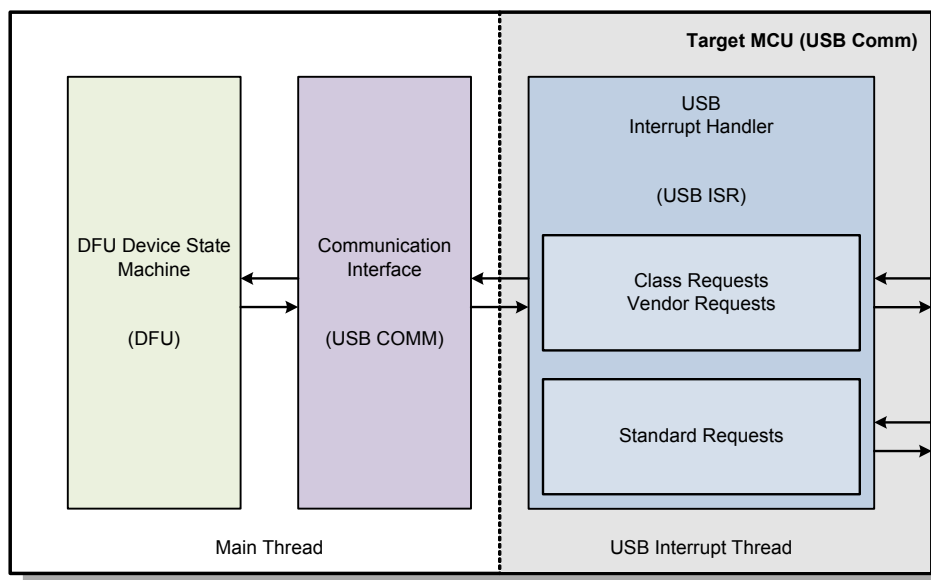 Target MCU (USB Comm)
USB
Interrupt Handler
(USB ISR)
DFU Device State
Machine
(DFU)
Communication
Interface
(USB COMM)
Class Requests
Vendor Requests
Standard Requests
Main Thread
USB Interrupt Thread